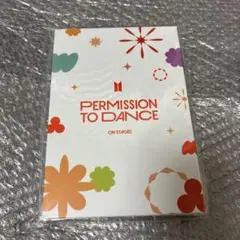 PERMISSION
TO DANCE
ON STAGE